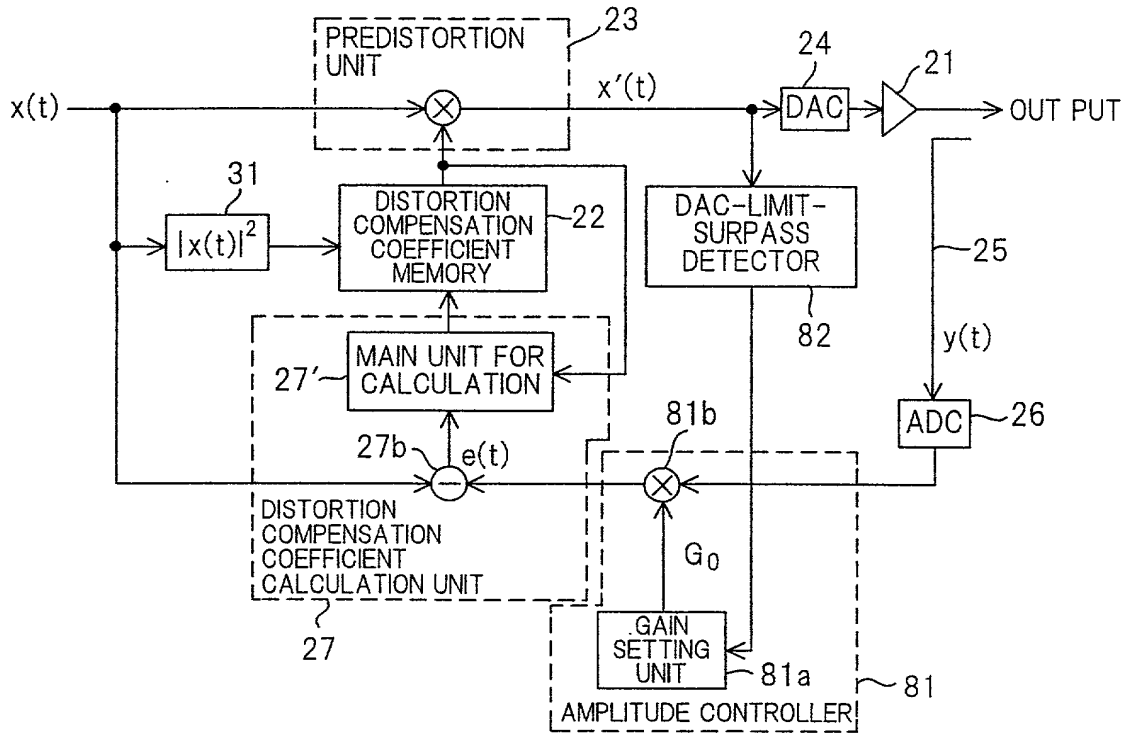 PREDISTORTION
UNIT
23
x(t)
x'(t)
24
DAC
21
OUT PUT
31
|x(t)|²
DISTORTION
COMPENSATION
COEFFICIENT
MEMORY
22
DAC-LIMIT-
SURPASS
DETECTOR
82
25
y(t)
27'
MAIN UNIT FOR
CALCULATION
ADC
26
27b
e(t)
81b
DISTORTION
COMPENSATION
COEFFICIENT
CALCULATION UNIT
27
G₀
GAIN
SETTING
UNIT
81a
81
AMPLITUDE CONTROLLER